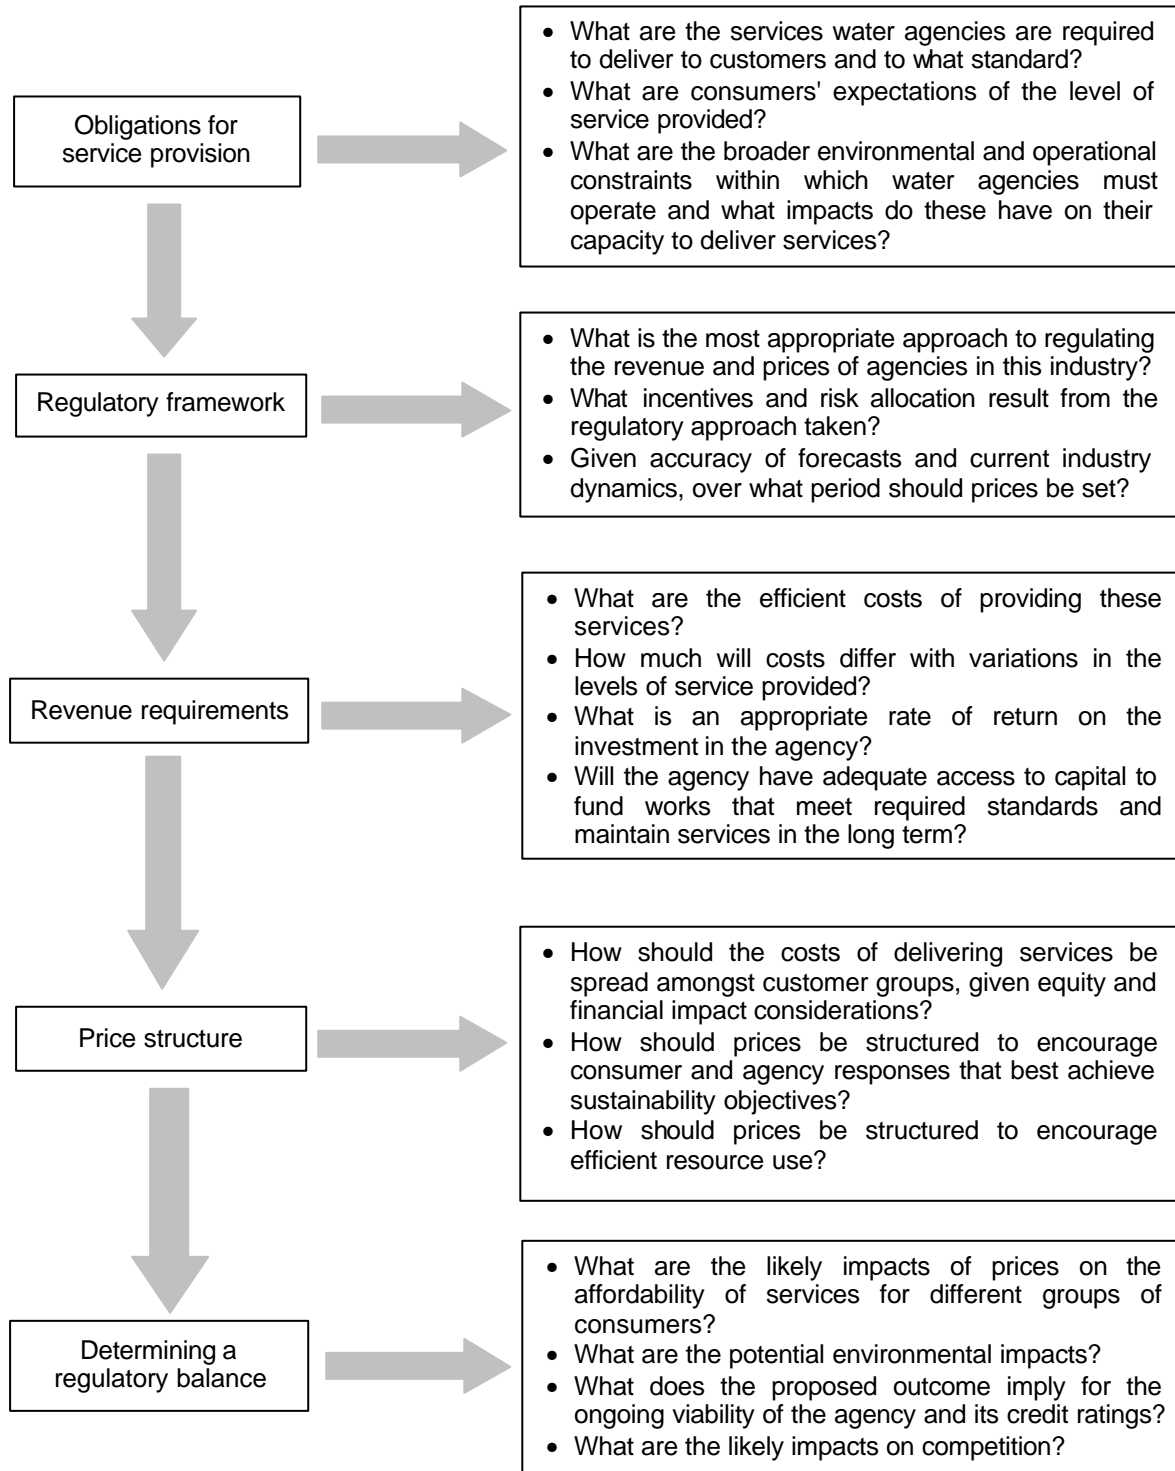 Obligations for
service provision
• What are the services water agencies are required
to deliver to customers and to what standard?
• What are consumers' expectations of the level of
service provided?
• What are the broader environmental and operational
constraints within which water agencies must
operate and what impacts do these have on their
capacity to deliver services?
Regulatory framework
• What is the most appropriate approach to regulating
the revenue and prices of agencies in this industry?
• What incentives and risk allocation result from the
regulatory approach taken?
• Given accuracy of forecasts and current industry
dynamics, over what period should prices be set?
Revenue requirements
• What are the efficient costs of providing these
services?
• How much will costs differ with variations in the
levels of service provided?
• What is an appropriate rate of return on the
investment in the agency?
• Will the agency have adequate access to capital to
fund works that meet required standards and
maintain services in the long term?
Price structure
• How should the costs of delivering services be
spread amongst customer groups, given equity and
financial impact considerations?
• How should prices be structured to encourage
consumer and agency responses that best achieve
sustainability objectives?
• How should prices be structured to encourage
efficient resource use?
Determining a
regulatory balance
• What are the likely impacts of prices on the
affordability of services for different groups of
consumers?
• What are the potential environmental impacts?
• What does the proposed outcome imply for the
ongoing viability of the agency and its credit ratings?
• What are the likely impacts on competition?